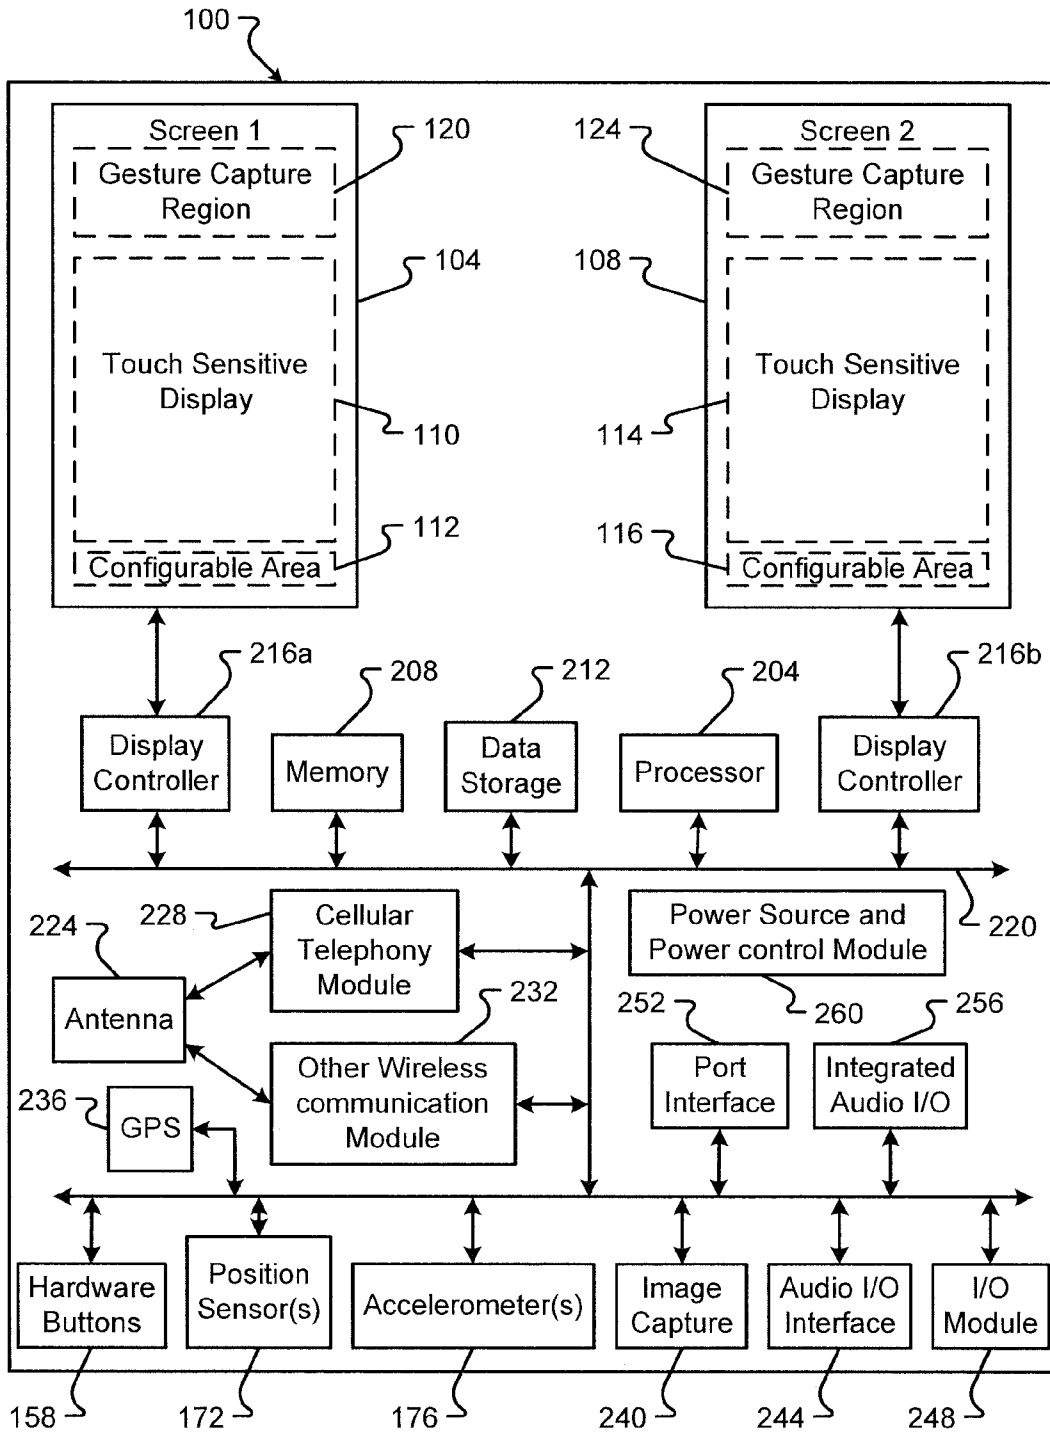 100
Screen 1
Gesture Capture
Region
120
104
Touch Sensitive
Display
110
112
Configurable Area
Screen 2
Gesture Capture
Region
124
108
Touch Sensitive
Display
114
116
Configurable Area
216a
208
212
204
216b
Display
Controller
Memory
Data
Storage
Processor
Display
Controller
220
228
224
Cellular
Telephony
Module
Antenna
232
Other Wireless
communication
Module
236
GPS
Power Source and
Power control Module
260
252
256
Port
Interface
Integrated
Audio I/O
Hardware
Buttons
Position
Sensor(s)
Accelerometer(s)
Image
Capture
Audio I/O
Interface
I/O
Module
158
172
176
240
244
248